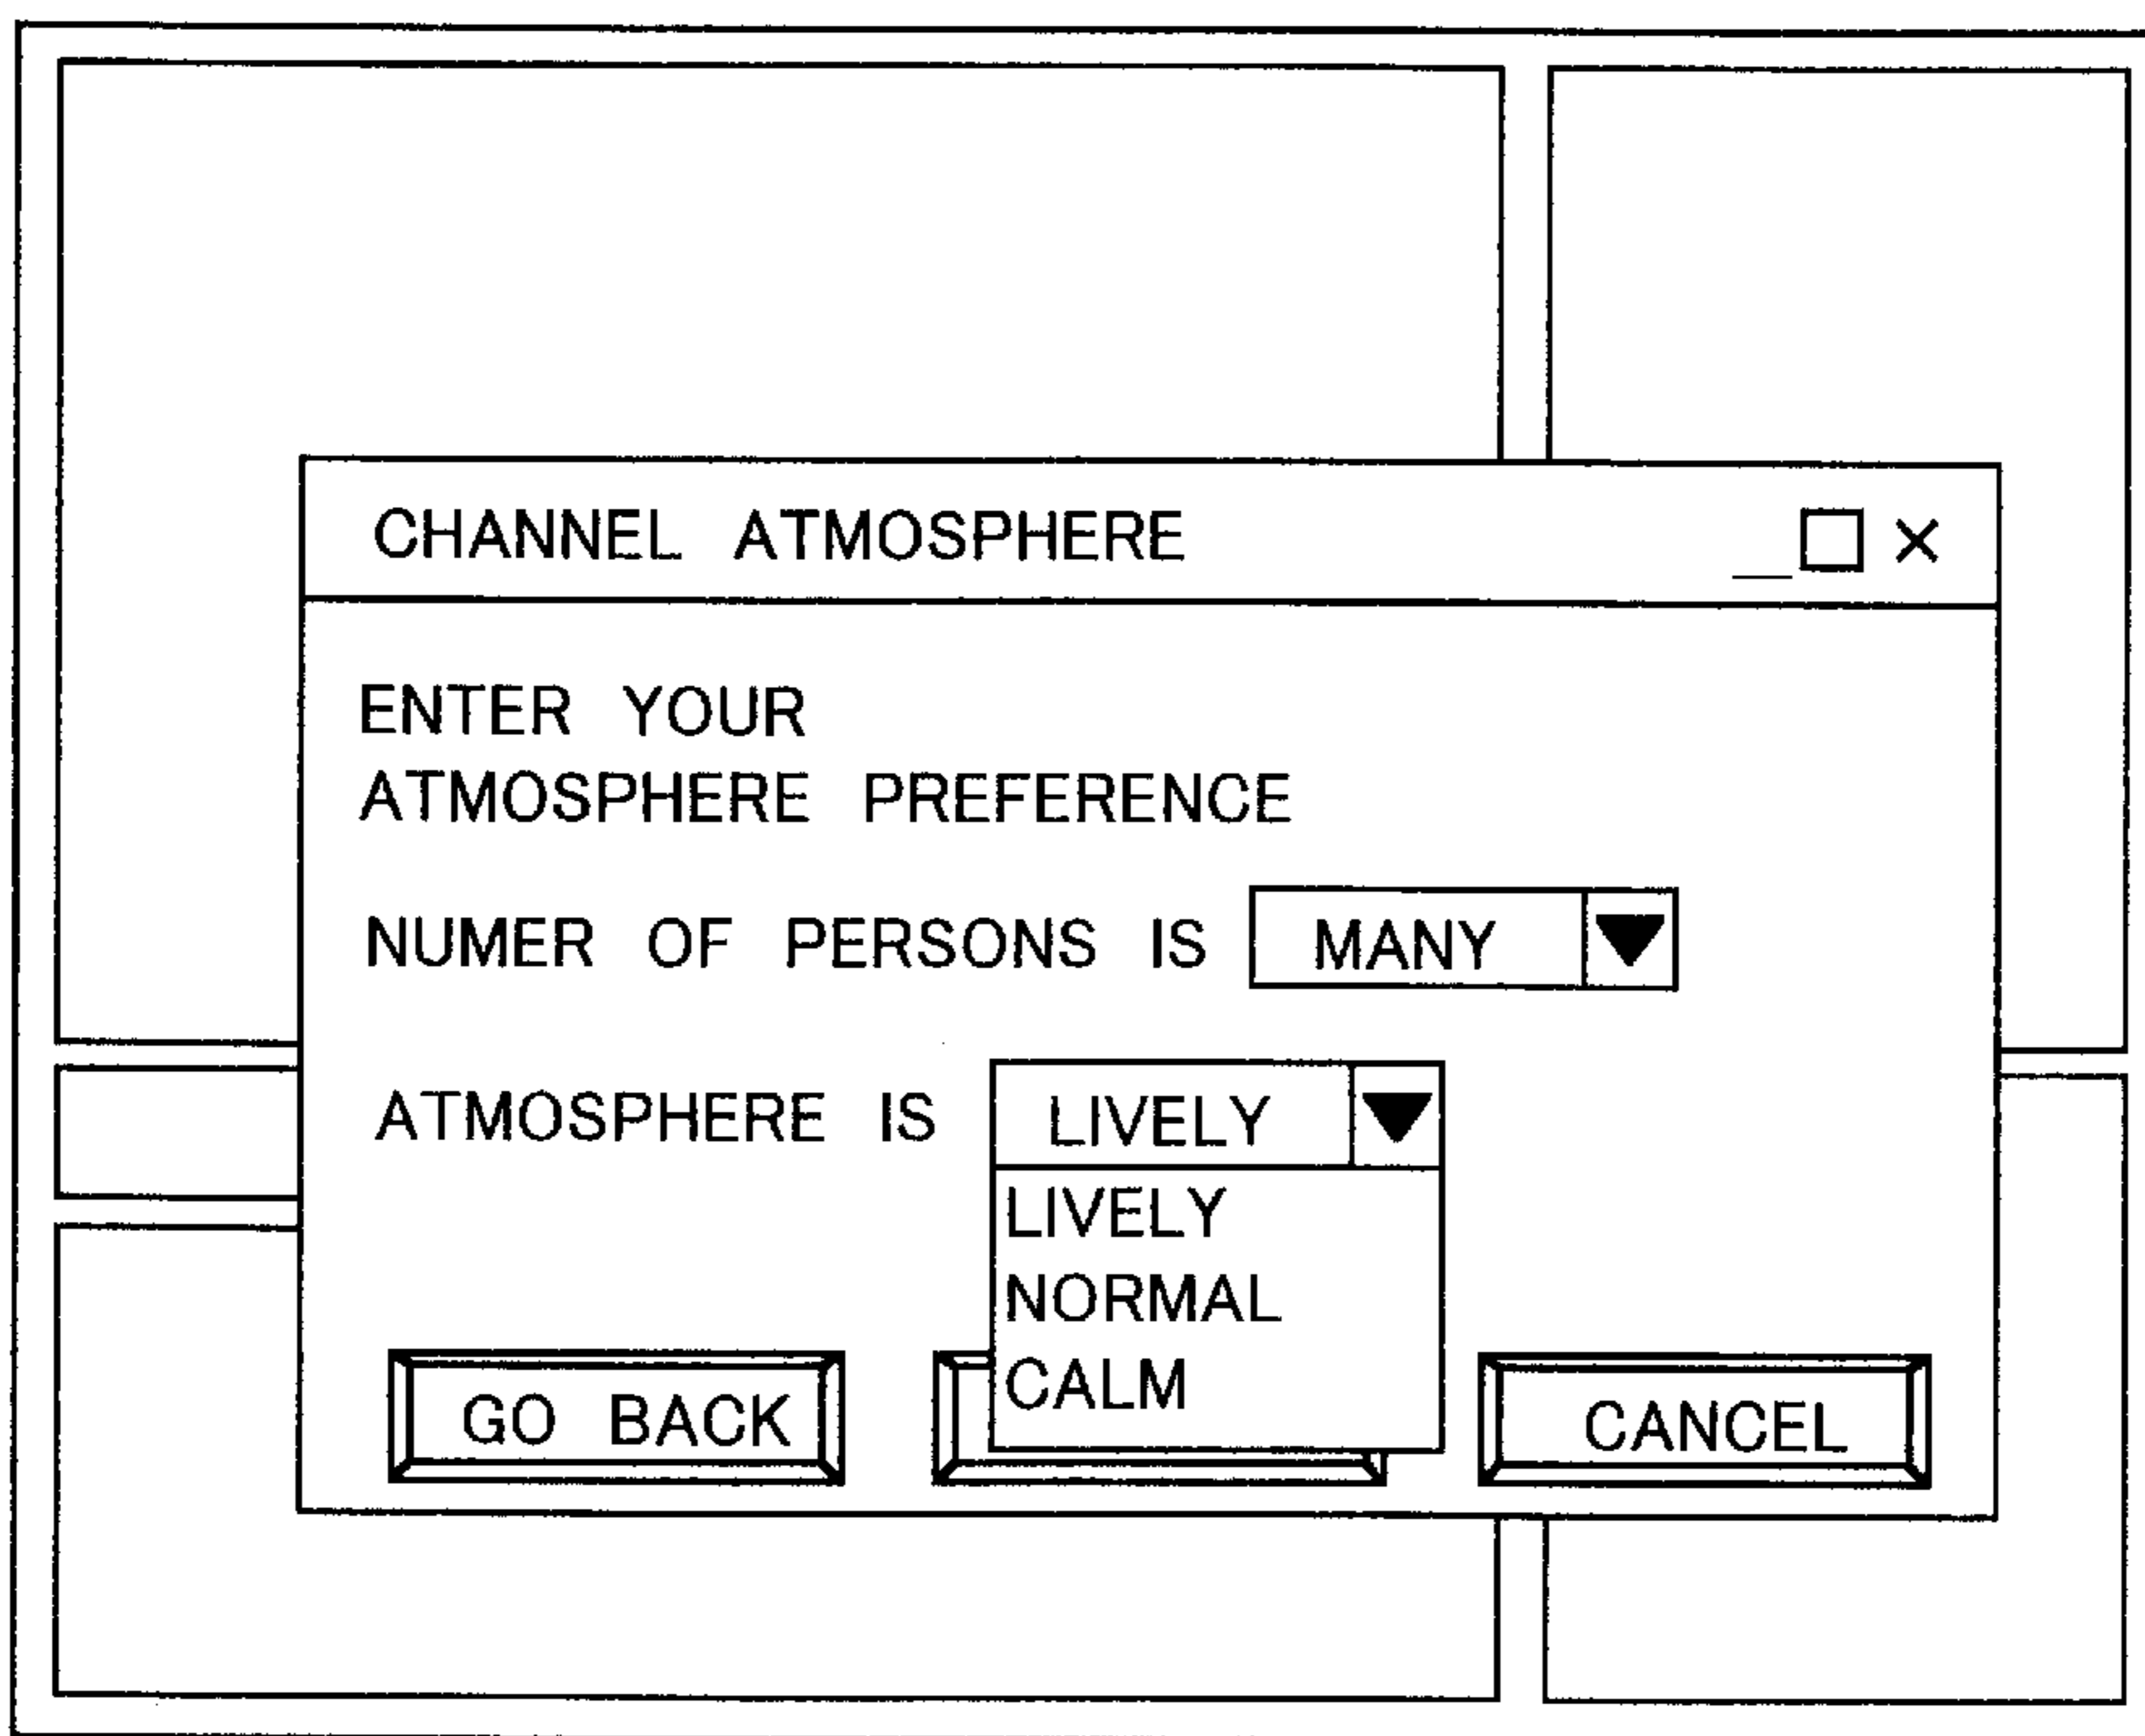 CHANNEL ATMOSPHERE
ENTER YOUR
ATMOSPHERE PREFERENCE
NUMER OF PERSONS IS MANY
ATMOSPHERE IS LIVELY
LIVELY
NORMAL
CALM
GO BACK
CANCEL